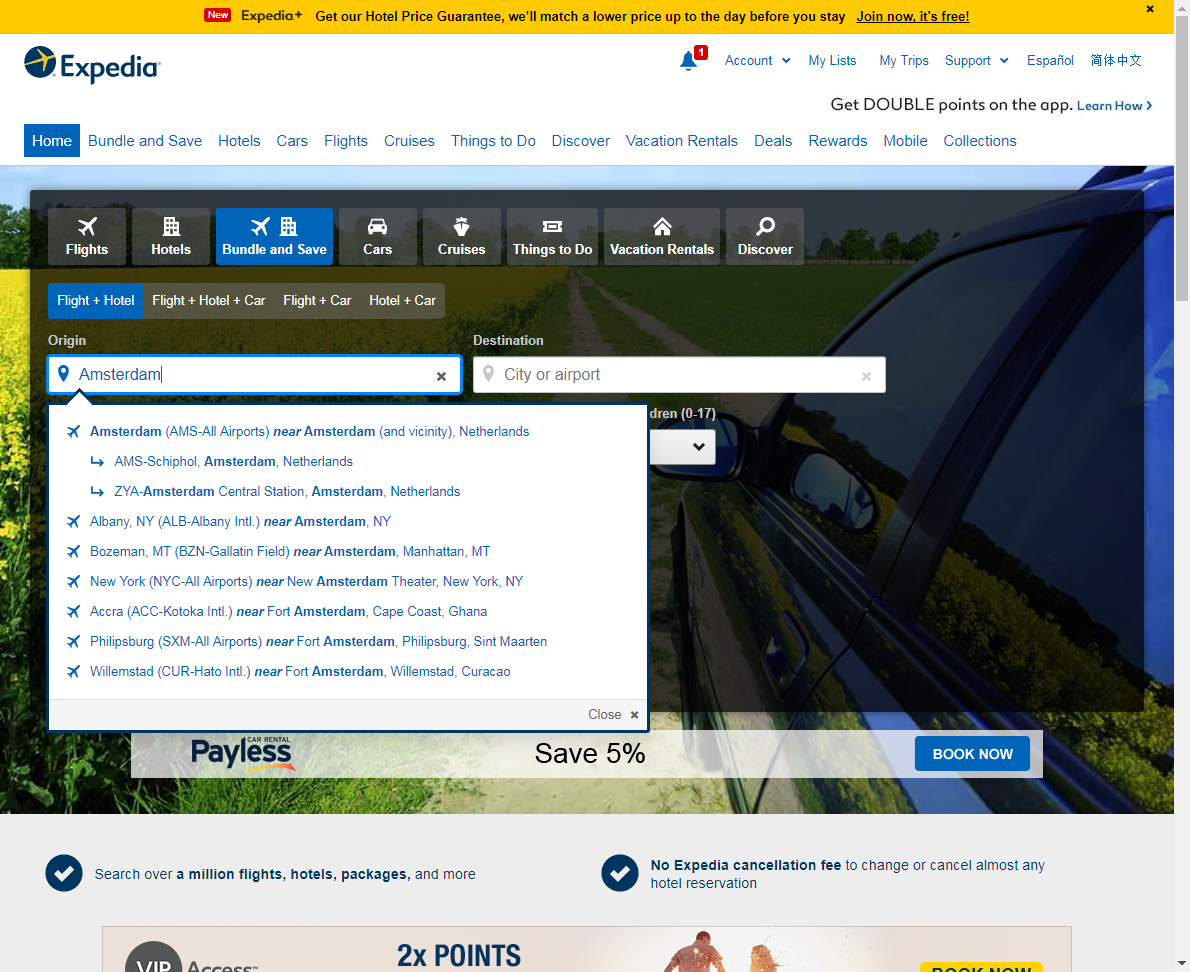 New Expedia+ Get our Hotel Price Guarantee, we'll match a lower price up to the day before you stay Join now, it's free!
Expedia
1 Account My Lists My Trips Support Español 简体中文
Get DOUBLE points on the app. Learn How
Home Bundle and Save Hotels Cars Flights Cruises Things to Do Discover Vacation Rentals Deals Rewards Mobile Collections
Flights Hotels Bundle and Save Cars Cruises Things to Do Vacation Rentals Discover
Flight + Hotel Flight + Hotel + Car Flight + Car Hotel + Car
Origin Destination
Amsterdam City or airport
dren (0-17)
Amsterdam (AMS-All Airports) near Amsterdam (and vicinity), Netherlands
AMS-Schiphol, Amsterdam, Netherlands
ZYA-Amsterdam Central Station, Amsterdam, Netherlands
Albany, NY (ALB-Albany Intl.) near Amsterdam, NY
Bozeman, MT (BZN-Gallatin Field) near Amsterdam, Manhattan, MT
New York (NYC-All Airports) near New Amsterdam Theater, New York, NY
Accra (ACC-Kotoka Intl.) near Fort Amsterdam, Cape Coast, Ghana
Philipsburg (SXM-All Airports) near Fort Amsterdam, Philipsburg, Sint Maarten
Willemstad (CUR-Hato Intl.) near Fort Amsterdam, Willemstad, Curacao
Close
CAR RENTAL
Payless Save 5% BOOK NOW
Search over a million flights, hotels, packages, and more
No Expedia cancellation fee to change or cancel almost any
hotel reservation
2x POINTS
VIP Access BOOK NOW